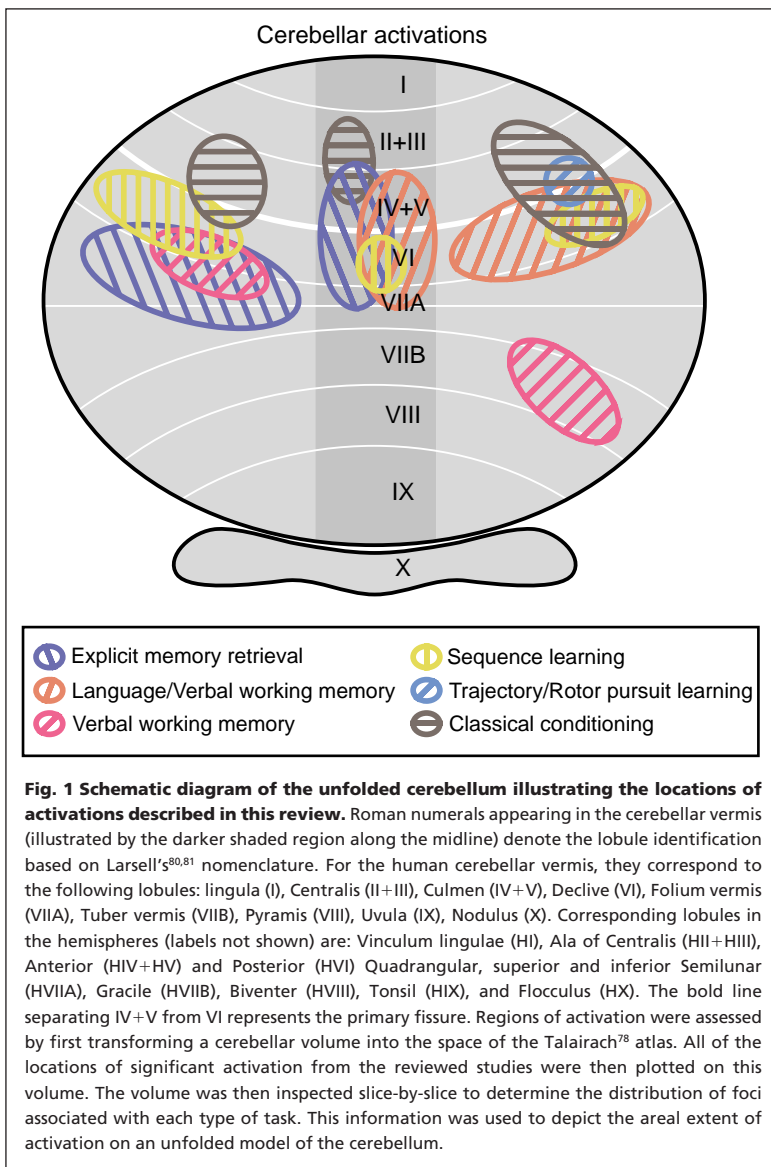 Cerebellar activations
I
II+III
IV+V
VI
VIIA
VIIB
VIII
IX
X
Explicit memory retrieval
Sequence learning
Language/Verbal working memory
Trajectory/Rotor pursuit learning
Verbal working memory
Classical conditioning
Fig. 1 Schematic diagram of the unfolded cerebellum illustrating the locations of
activations described in this review. Roman numerals appearing in the cerebellar vermis
(illustrated by the darker shaded region along the midline) denote the lobule identification
based on Larsell's80,81 nomenclature. For the human cerebellar vermis, they correspond to
the following lobules: lingula (I), Centralis (II+III), Culmen (IV+V), Declive (VI), Folium vermis
(VIIA), Tuber vermis (VIIB), Pyramis (VIII), Uvula (IX), Nodulus (X). Corresponding lobules in
the hemispheres (labels not shown) are: Vinculum lingulae (HI), Ala of Centralis (HII+HIII),
Anterior (HIV+HV) and Posterior (HVI) Quadrangular, superior and inferior Semilunar
(HVIIA), Gracile (HVIIB), Biventer (HVIII), Tonsil (HIX), and Flocculus (HX). The bold line
separating IV+V from VI represents the primary fissure. Regions of activation were assessed
by first transforming a cerebellar volume into the space of the Talairach78 atlas. All of the
locations of significant activation from the reviewed studies were then plotted on this
volume. The volume was then inspected slice-by-slice to determine the distribution of foci
associated with each type of task. This information was used to depict the areal extent of
activation on an unfolded model of the cerebellum.